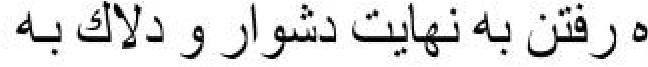 ه رفتن به نهایت دشوار و دلاك به